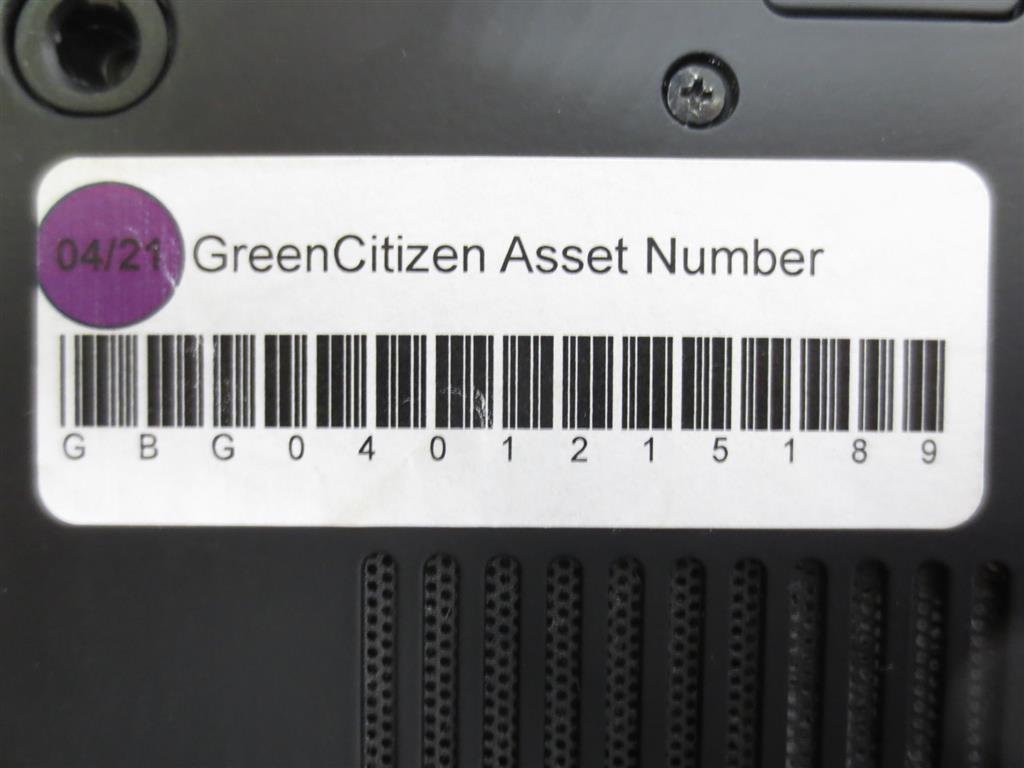 04/21 GreenCitizen Asset Number
G B G 0 4 0 1 2 1 5 1 8 9